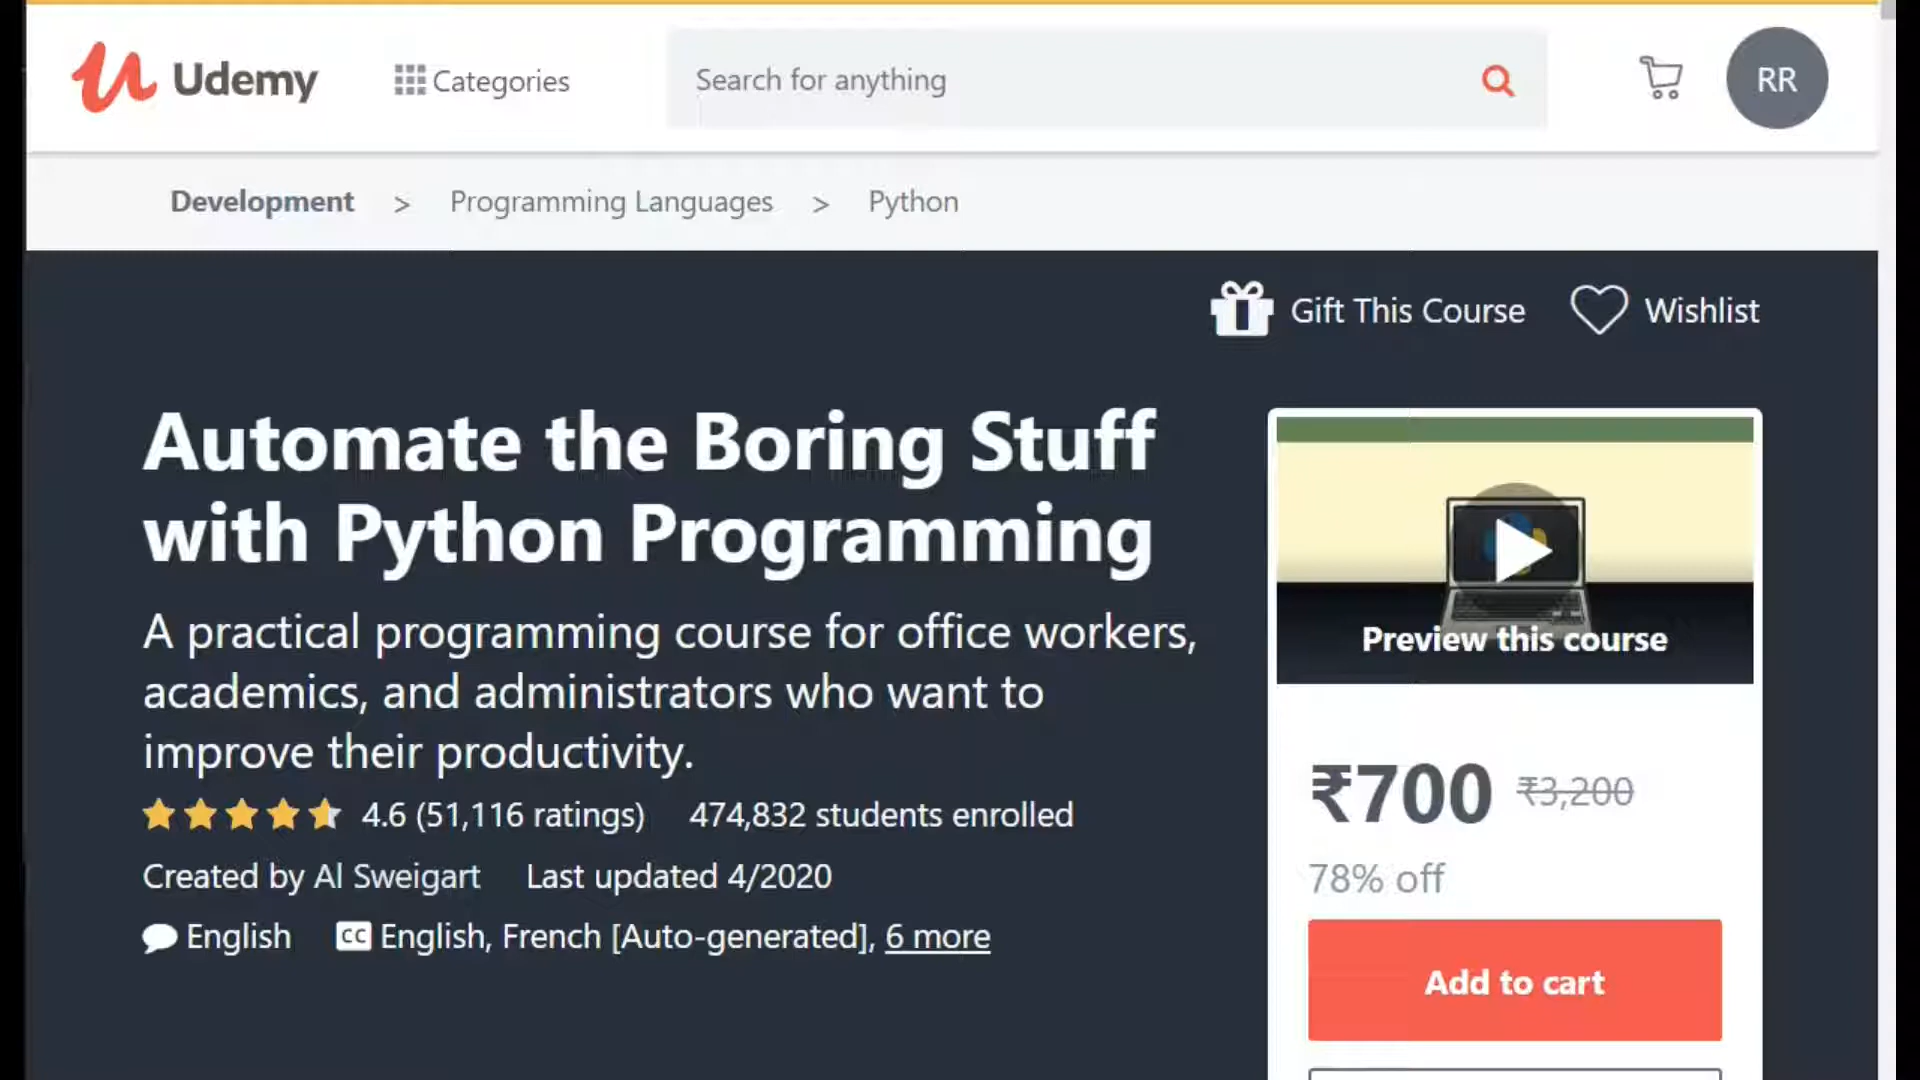 Udemy
Categories
Search for anything
RR
Development > Programming Languages > Python
Gift This Course
Wishlist
Automate the Boring Stuff
with Python Programming
A practical programming course for office workers,
academics, and administrators who want to
improve their productivity.
4.6 (51,116 ratings) 474,832 students enrolled
Created by Al Sweigart Last updated 4/2020
English CC English, French [Auto-generated], 6 more
Preview this course
₹700 ₹3,200
78% off
Add to cart